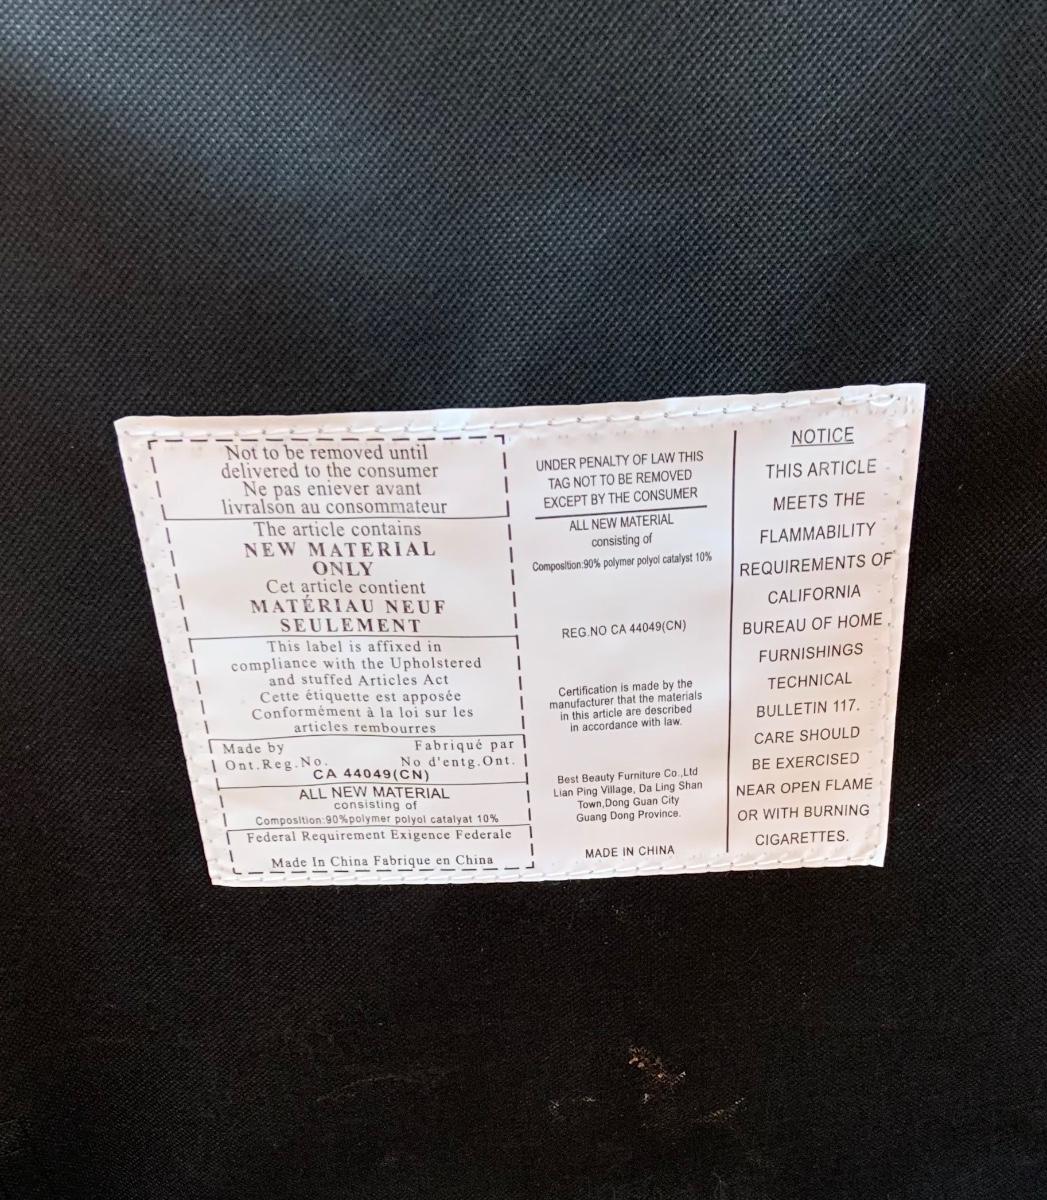 Not to be removed until
delivered to the consumer
Ne pas eniever avant
livralson au consommateur
The article contains
NEW MATERIAL
ONLY
Cet article contient
MATÉRIAU NEUF
SEULEMENT
This label is affixed in
compliance with the Upholstered
and stuffed Articles Act
Cette étiquette est apposée
Conformément à la loi sur les
articles rembourres
Made by Fabriqué par
Ont.Reg.No. No d'entg.Ont.
CA 44049(CN)
ALL NEW MATERIAL
consisting of
Composition:90%polymer polyol catalyat 10%
Federal Requirement Exigence Federale
Made In China Fabrique en China
UNDER PENALTY OF LAW THIS
TAG NOT TO BE REMOVED
EXCEPT BY THE CONSUMER
ALL NEW MATERIAL
consisting of
Composition:90% polymer polyol catalyst 10%
REG.NO CA 44049(CN)
Certification is made by the
manufacturer that the materials
in this article are described
in accordance with law.
Best Beauty Furniture Co.,Ltd
Lian Ping Village, Da Ling Shan
Town,Dong Guan City
Guang Dong Province.
MADE IN CHINA
NOTICE
THIS ARTICLE
MEETS THE
FLAMMABILITY
REQUIREMENTS OF
CALIFORNIA
BUREAU OF HOME
FURNISHINGS
TECHNICAL
BULLETIN 117.
CARE SHOULD
BE EXERCISED
NEAR OPEN FLAME
OR WITH BURNING
CIGARETTES.